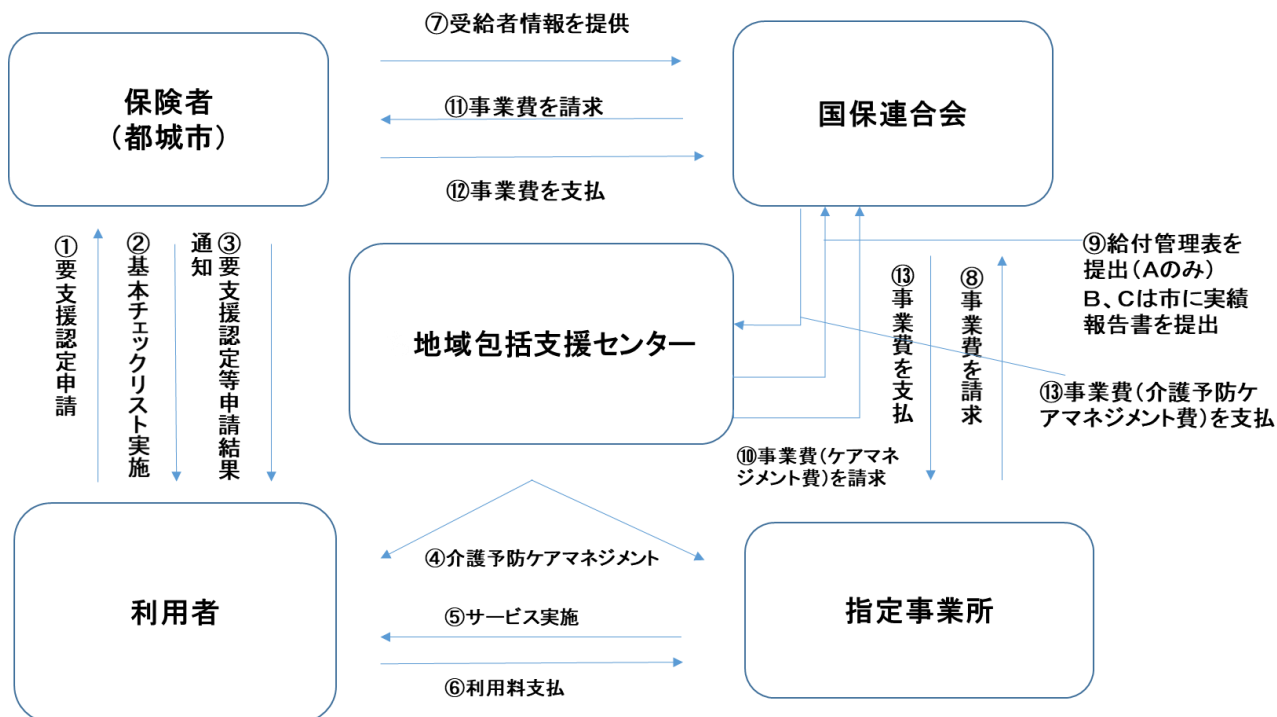 ⑦受給者情報を提供
保険者
（都城市）
⑪事業費を請求
国保連合会
⑫事業費を支払
①要支援認定申請
②基本チェックリスト実施
③要支援認定等申請結果
通知
地域包括支援センター
⑬事業費を支払
⑧事業費を請求
⑨給付管理表を
提出（Aのみ）
B、Cは市に実績
報告書を提出
⑬事業費（介護予防ケ
アマネジメント費）を支払
⑩事業費（ケアマネ
ジメント費）を請求
④介護予防ケアマネジメント
利用者
⑤サービス実施
指定事業所
⑥利用料支払